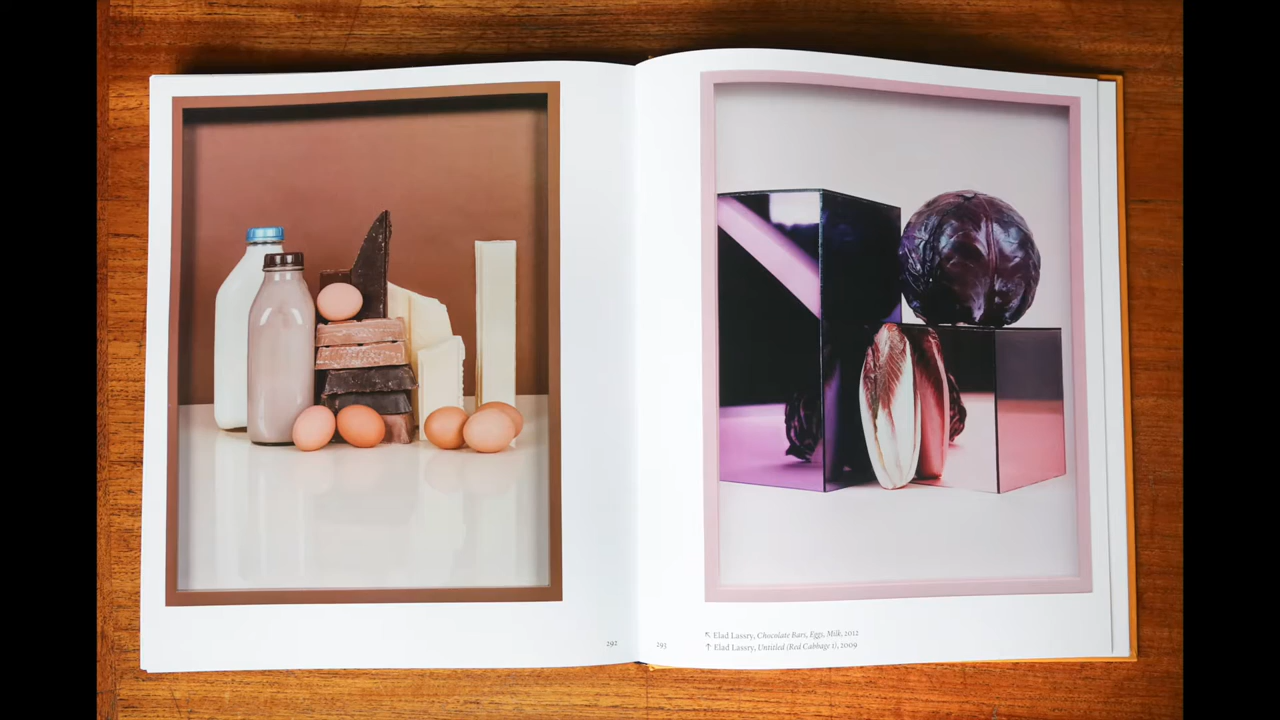 292
293
↖ Elad Lassry, Chocolate Bars, Eggs, Milk, 2012
↑ Elad Lassry, Untitled (Red Cabbage 1), 2009